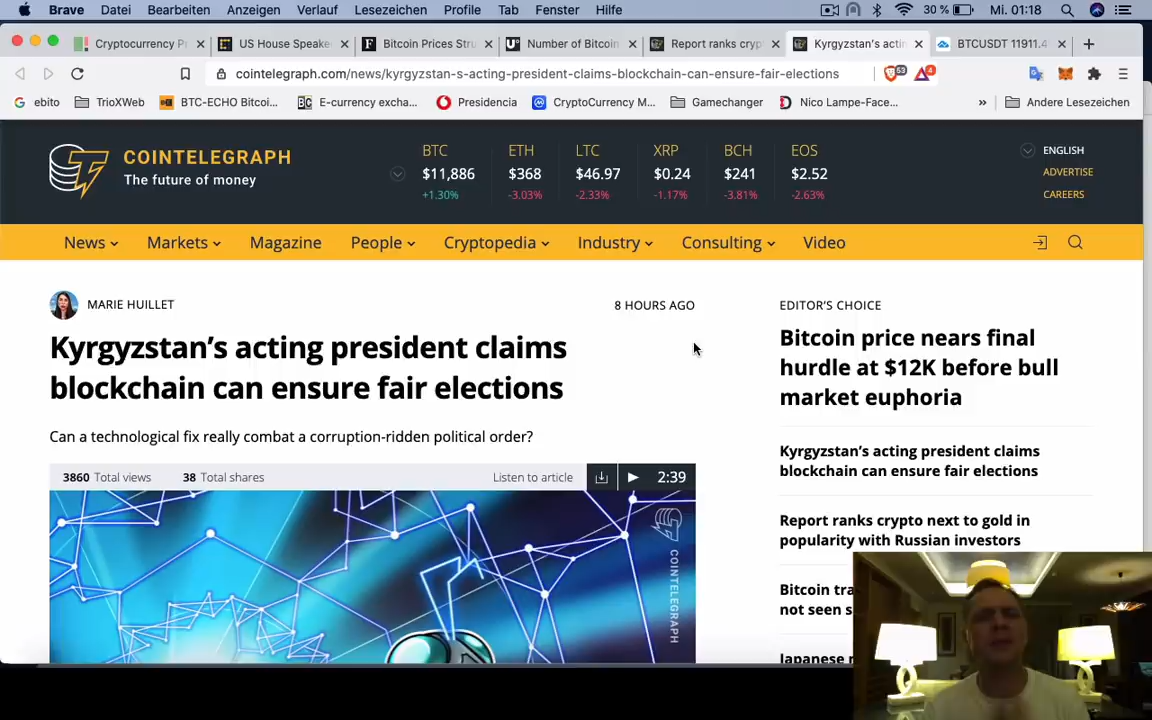 Brave Datei Bearbeiten Anzeigen Verlauf Lesezeichen Profile Tab Fenster Hilfe 30 % Mi. 01:18
Cryptocurrency P
US House Speake
Bitcoin Prices Stru
Number of Bitcoin
Report ranks cryp
Kyrgyzstan's acti
BTCUSDT 11911.4
cointelegraph.com/news/kyrgyzstan-s-acting-president-claims-blockchain-can-ensure-fair-elections
53
4
ebito TrioXWeb BTC-ECHO Bitcoi... E-currency excha... Presidencia CryptoCurrency M... Gamechanger Nico Lampe-Face... » Andere Lesezeichen
COINTELEGRAPH
The future of money
BTC ETH LTC XRP BCH EOS
$11,886 $368 $46.97 $0.24 $241 $2.52
+1.30% -3.03% -2.33% -1.17% -3.81% -2.63%
ENGLISH
ADVERTISE
CAREERS
News Markets Magazine People Cryptopedia Industry Consulting Video
MARIE HUILLET 8 HOURS AGO
Kyrgyzstan's acting president claims
blockchain can ensure fair elections
Can a technological fix really combat a corruption-ridden political order?
3860 Total views 38 Total shares Listen to article 2:39
COINTELEGRAPH
EDITOR'S CHOICE
Bitcoin price nears final
hurdle at $12K before bull
market euphoria
Kyrgyzstan's acting president claims
blockchain can ensure fair elections
Report ranks crypto next to gold in
popularity with Russian investors
Bitcoin tra
not seen s
Japanese